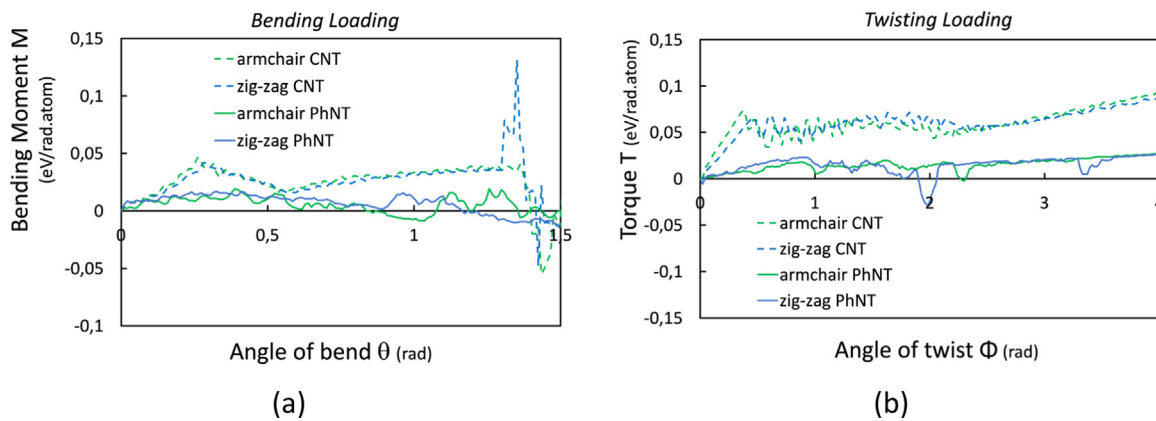 Bending Loading
Bending Moment M
(eV/rad.atom)
0,15
0,1
0,05
0
-0,05
-0,1
armchair CNT
zig-zag CNT
armchair PhNT
zig-zag PhNT
0
0,5
1
1,5
Angle of bend θ (rad)
(a)
Twisting Loading
Torque T (eV/rad.atom)
0,15
0,1
0,05
0
-0,05
-0,1
-0,15
0
1
2
3
armchair CNT
zig-zag CNT
armchair PhNT
zig-zag PhNT
Angle of twist Φ (rad)
(b)